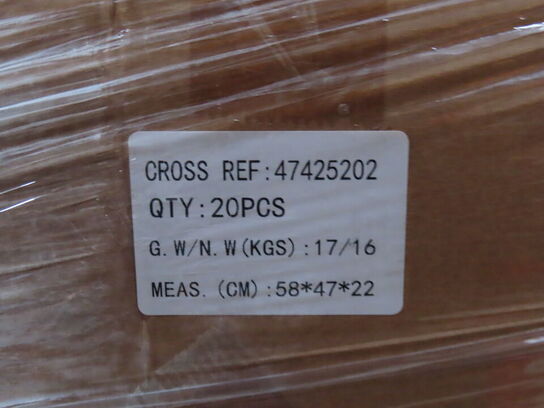 CROSS REF:47425202
QTY:20PCS
G.W/N.W(KGS):17/16
MEAS.(CM):58*47*22